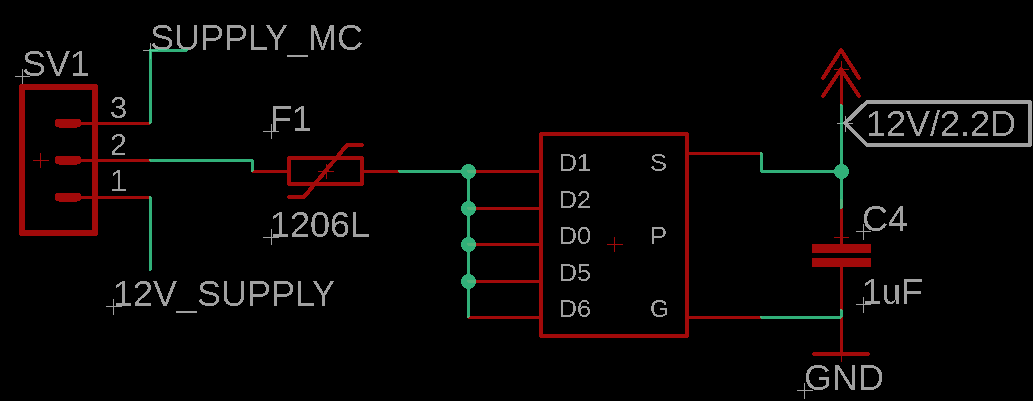 SUPPLY_MC
SV1
3
2
1
12V_SUPPLY
F1
1206L
D1
D2
D0
D5
D6
S
P
G
12V/2.2D
C4
1uF
GND